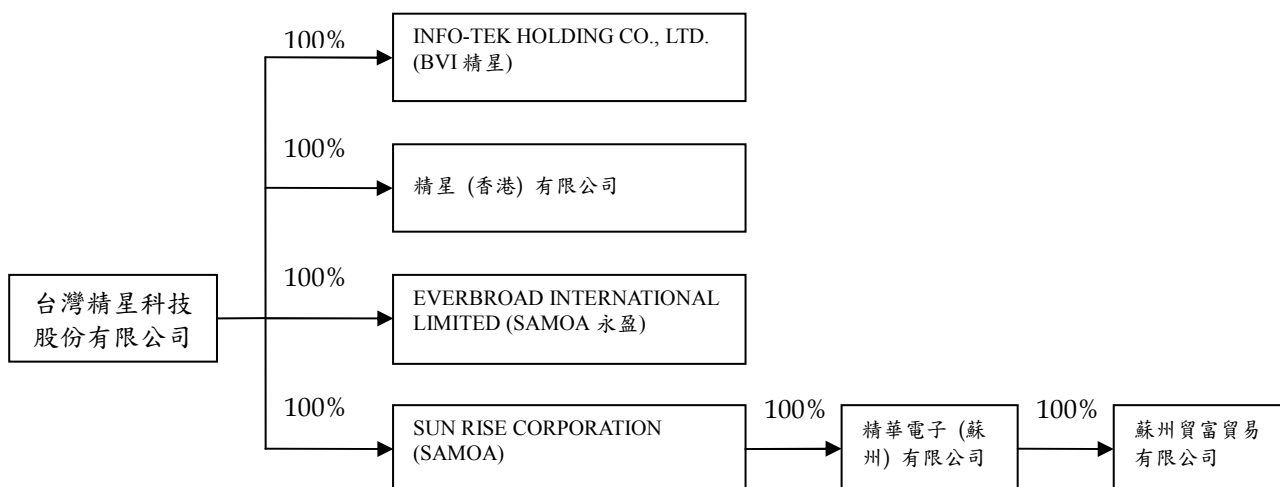 100%
INFO-TEK HOLDING CO., LTD.
(BVI 精星)
100%
精星 (香港) 有限公司
台灣精星科技
股份有限公司
100%
EVERBROAD INTERNATIONAL
LIMITED (SAMOA 永盈)
100%
SUN RISE CORPORATION
(SAMOA)
100%
精華電子 (蘇
州) 有限公司
100%
蘇州貿富貿易
有限公司